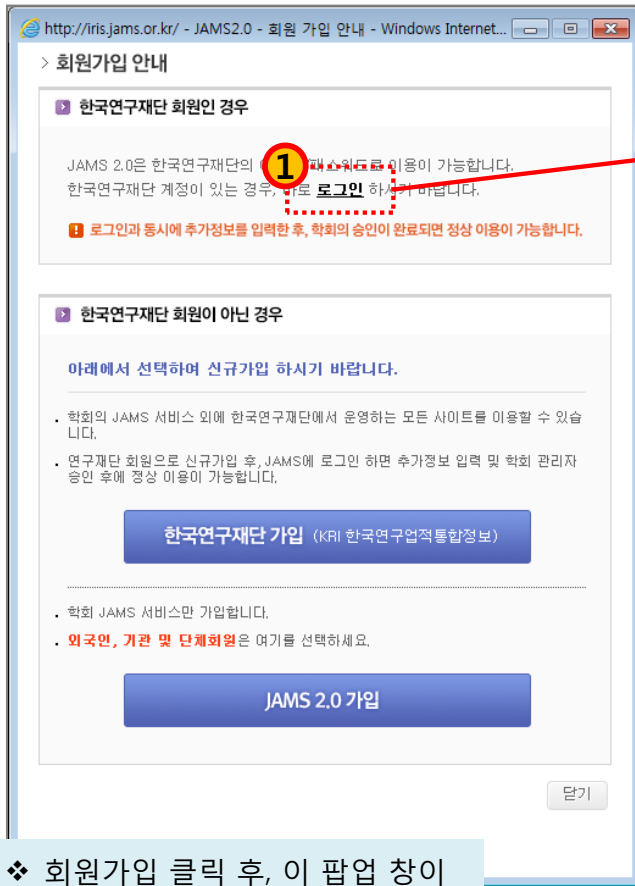 http://iris.jams.or.kr/ - JAMS2.0 - 회원 가입 안내 - Windows Internet...
> 회원가입 안내
한국연구재단 회원인 경우
JAMS 2.0은 한국연구재단의 이용이 가능합니다.
1
한국연구재단 계정이 있는 경우, 바로 로그인 하시기 바랍니다.
로그인과 동시에 추가정보를 입력한 후, 학회의 승인이 완료되면 정상 이용이 가능합니다.
한국연구재단 회원이 아닌 경우
아래에서 선택하여 신규가입 하시기 바랍니다.
. 학회의 JAMS 서비스 외에 한국연구재단에서 운영하는 모든 사이트를 이용할 수 있습
니다.
. 연구재단 회원으로 신규가입 후, JAMS에 로그인 하면 추가정보 입력 및 학회 관리자
승인 후에 정상 이용이 가능합니다.
한국연구재단 가입 (KRI 한국연구업적통합정보)
. 학회 JAMS 서비스만 가입합니다.
. 외국인, 기관 및 단체회원은 여기를 선택하세요.
JAMS 2.0 가입
닫기
❖ 회원가입 클릭 후, 이 팝업 창이